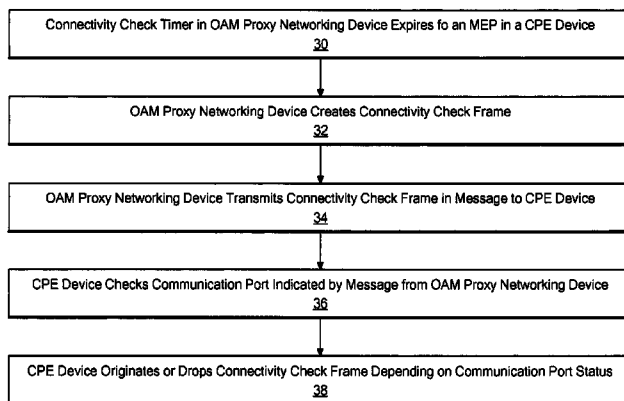 Connectivity Check Timer in OAM Proxy Networking Device Expires fo an MEP in a CPE Device
30
OAM Proxy Networking Device Creates Connectivity Check Frame
32
OAM Proxy Networking Device Transmits Connectivity Check Frame in Message to CPE Device
34
CPE Device Checks Communication Port Indicated by Message from OAM Proxy Networking Device
36
CPE Device Originates or Drops Connectivity Check Frame Depending on Communication Port Status
38